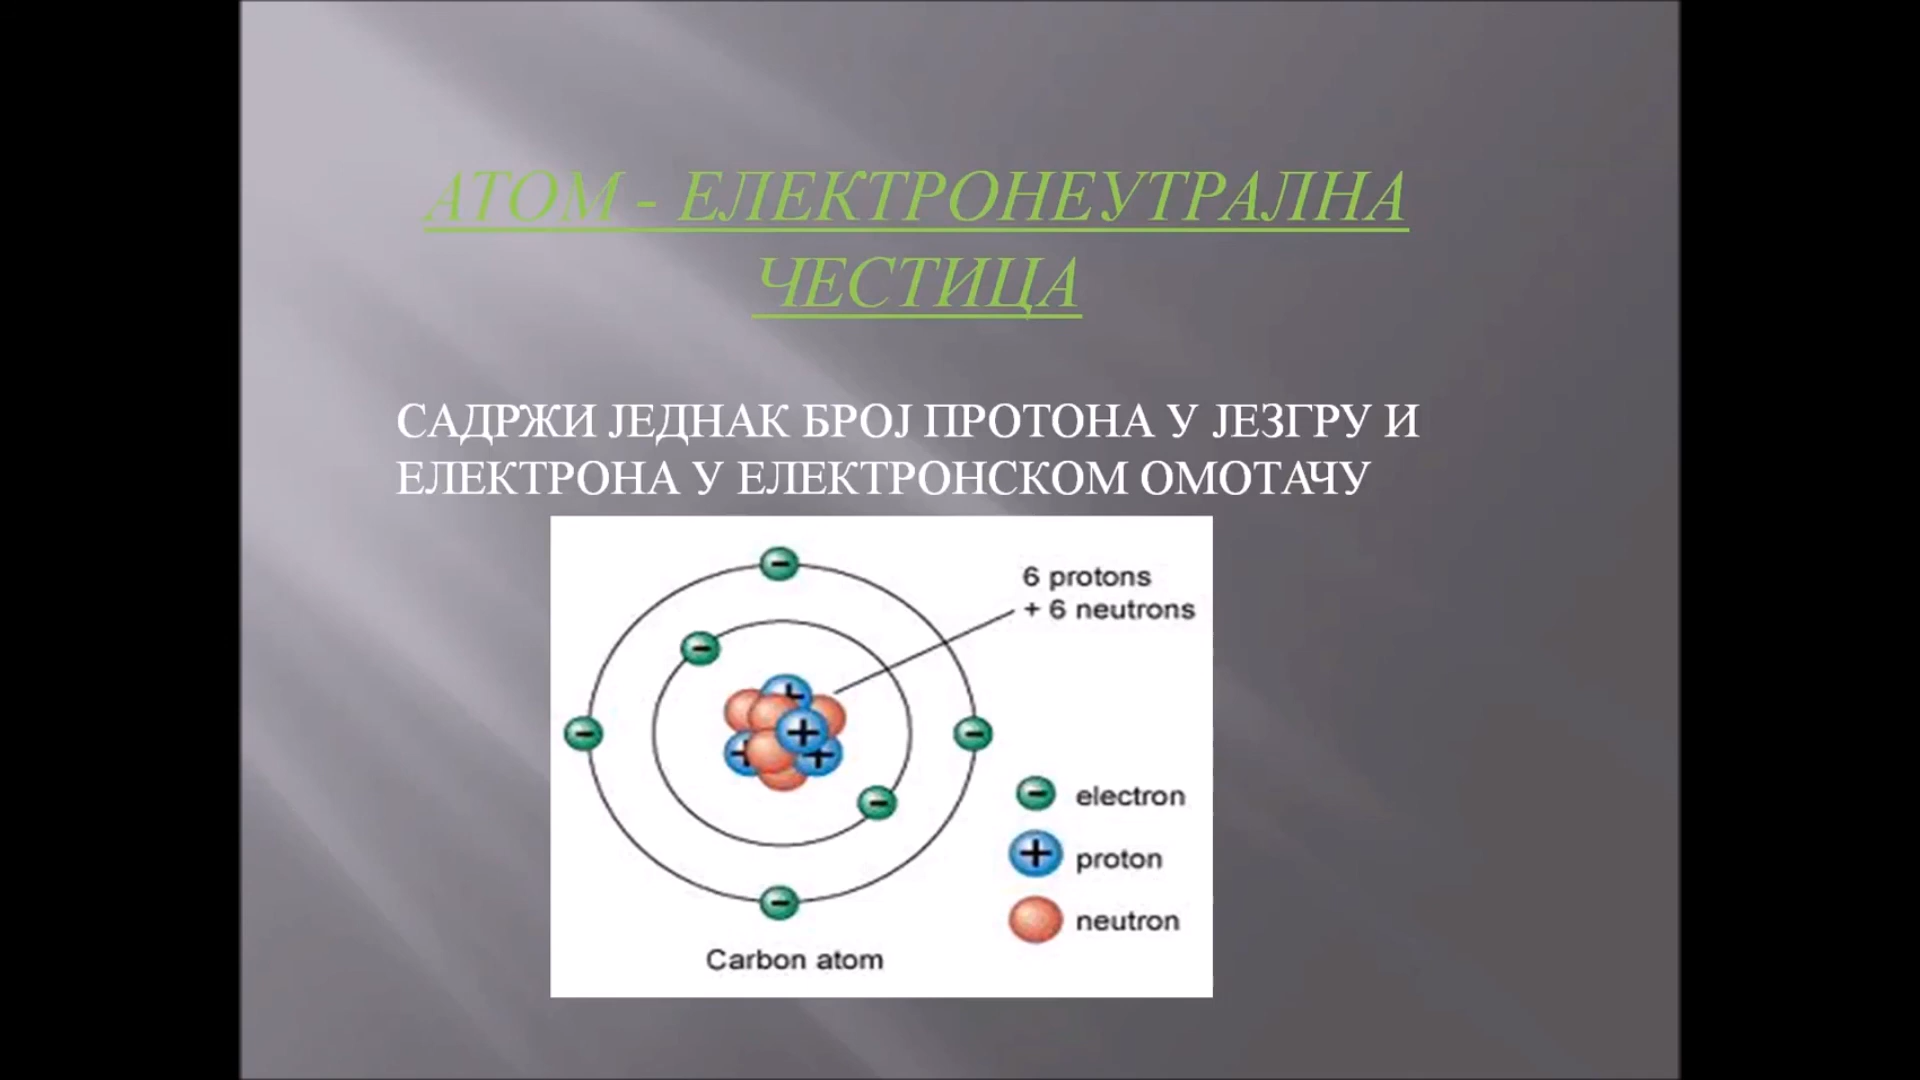 АТОМ - ЕЛЕКТРОНЕУТРАЛНА
ЧЕСТИЦА
САДРЖИ ЈЕДНАК БРОЈ ПРОТОНА У ЈЕЗГРУ И
ЕЛЕКТРОНА У ЕЛЕКТРОНСКОМ ОМОТАЧУ
6 protons
+ 6 neutrons
electron
proton
neutron
Carbon atom